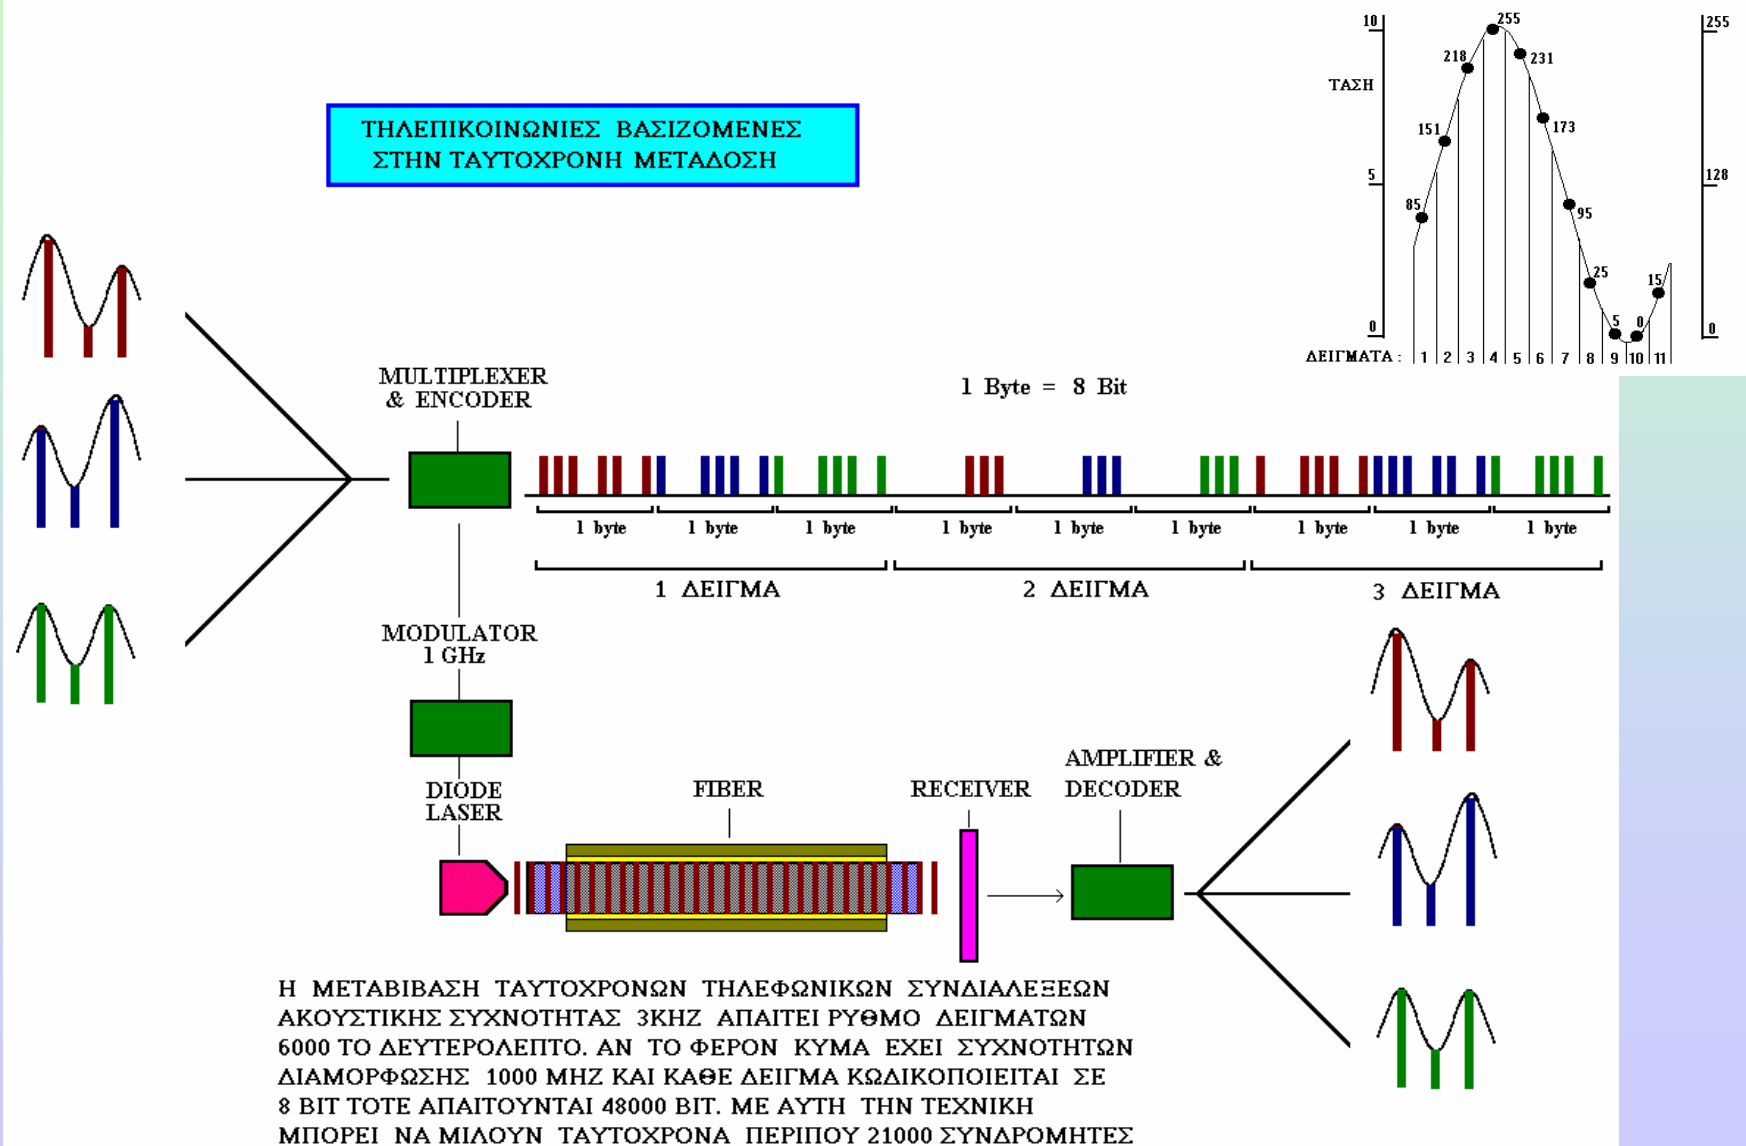 ΤΗΛΕΠΙΚΟΙΝΩΝΙΕΣ ΒΑΣΙΖΟΜΕΝΕΣ
ΣΤΗΝ ΤΑΥΤΟΧΡΟΝΗ ΜΕΤΑΔΟΣΗ
10
255
255
218
231
ΤΑΣΗ
151
173
5
128
85
95
25
15
5
0
0
0
ΔΕΙΓΜΑΤΑ : 1 2 3 4 5 6 7 8 9 10 11
MULTIPLEXER
& ENCODER
1 Byte = 8 Bit
1 byte 1 byte 1 byte 1 byte 1 byte 1 byte 1 byte 1 byte 1 byte
1 ΔΕΙΓΜΑ 2 ΔΕΙΓΜΑ 3 ΔΕΙΓΜΑ
MODULATOR
1 GHz
DIODE
LASER
FIBER
RECEIVER
AMPLIFIER &
DECODER
Η ΜΕΤΑΒΙΒΑΣΗ ΤΑΥΤΟΧΡΟΝΩΝ ΤΗΛΕΦΩΝΙΚΩΝ ΣΥΝΔΙΑΛΕΞΕΩΝ
ΑΚΟΥΣΤΙΚΗΣ ΣΥΧΝΟΤΗΤΑΣ 3KHZ ΑΠΑΙΤΕΙ ΡΥΘΜΟ ΔΕΙΓΜΑΤΩΝ
6000 ΤΟ ΔΕΥΤΕΡΟΛΕΠΤΟ. ΑΝ ΤΟ ΦΕΡΟΝ ΚΥΜΑ ΕΧΕΙ ΣΥΧΝΟΤΗΤΩΝ
ΔΙΑΜΟΡΦΩΣΗΣ 1000 MHZ ΚΑΙ ΚΑΘΕ ΔΕΙΓΜΑ ΚΩΔΙΚΟΠΟΙΕΙΤΑΙ ΣΕ
8 BIT ΤΟΤΕ ΑΠΑΙΤΟΥΝΤΑΙ 48000 BIT. ΜΕ ΑΥΤΗ ΤΗΝ ΤΕΧΝΙΚΗ
ΜΠΟΡΕΙ ΝΑ ΜΙΛΟΥΝ ΤΑΥΤΟΧΡΟΝΑ ΠΕΡΙΠΟΥ 21000 ΣΥΝΔΡΟΜΗΤΕΣ